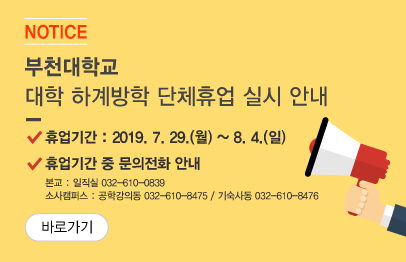 NOTICE
부천대학교
대학 하계방학 단체휴업 실시 안내
휴업기간 : 2019. 7. 29.(월) ~ 8. 4.(일)
휴업기간 중 문의전화 안내
본교 : 일직실 032-610-0839
소사캠퍼스 : 공학강의동 032-610-8475 / 기숙사동 032-610-8476
바로가기